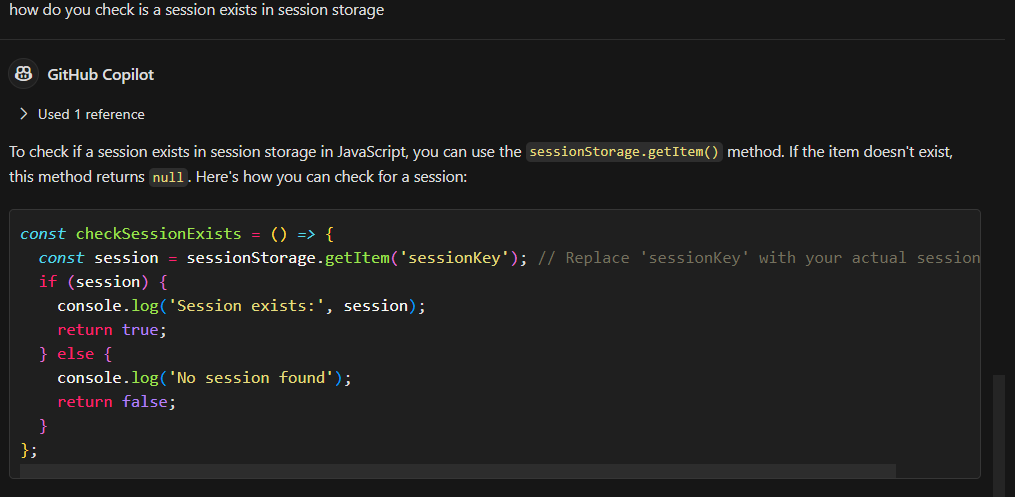 how do you check is a session exists in session storage
GitHub Copilot
Used 1 reference
To check if a session exists in session storage in JavaScript, you can use the sessionStorage.getItem() method. If the item doesn't exist,
this method returns null. Here's how you can check for a session:
const checkSessionExists = () => {
  const session = sessionStorage.getItem('sessionKey'); // Replace 'sessionKey' with your actual session
  if (session) {
    console.log('Session exists:', session);
    return true;
  } else {
    console.log('No session found');
    return false;
  }
};